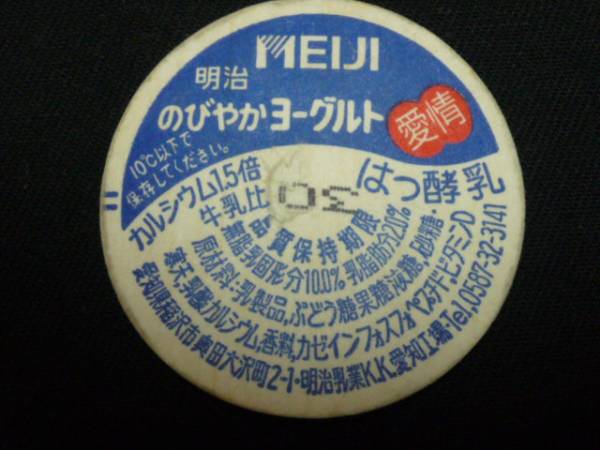 MEIJI
明治
のびやかヨーグルト
愛情
10℃以下で
保存してください。
はっ酵乳
カルシウム1.5倍
牛乳比
品質保持期限
無脂乳固形分10.0% 乳脂肪分2.0%
原材料:乳製品,ぶどう糖果糖液糖,砂糖・
寒天,乳酸カルシウム,香料,カゼインフォスフォペプチド,ビタミンD
愛知県稲沢市奥田大沢町2-1・明治乳業K.K.愛知工場・Tel.0587-32-3141